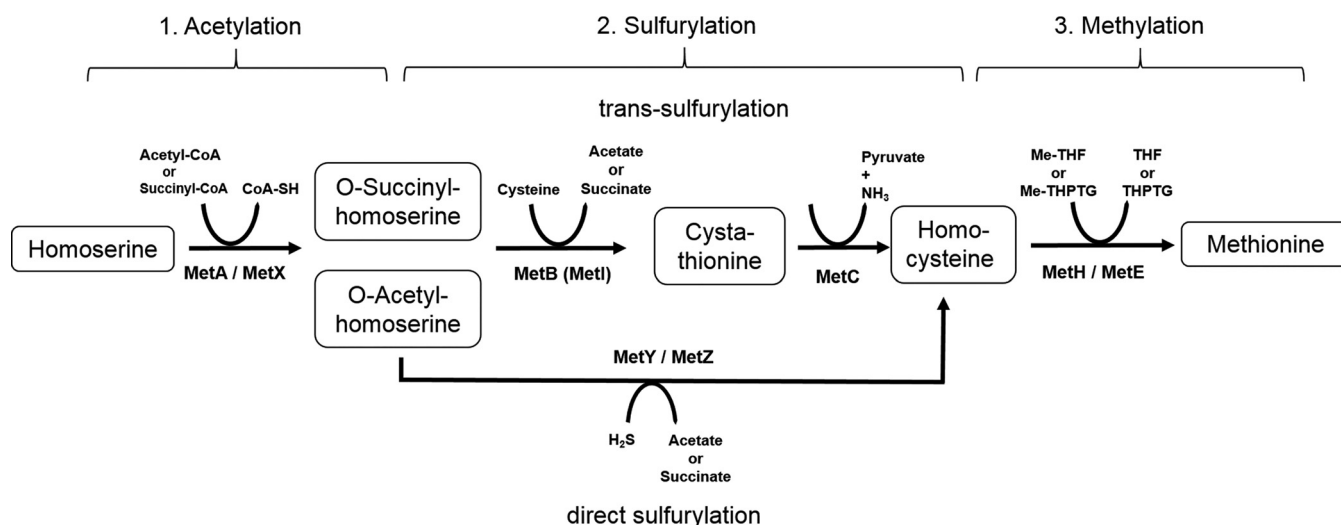 1. Acetylation
2. Sulfurylation
3. Methylation
trans-sulfurylation
Acetyl-CoA
or
Succinyl-CoA
CoA-SH
O-Succinyl-
homoserine
Cysteine
Acetate
or
Succinate
Pyruvate
+
NH₃
Me-THF
or
Me-THPTG
THF
or
THPTG
Homoserine
MetA / MetX
MetB (MetI)
Cysta-
thionine
MetC
Homo-
cysteine
MetH / MetE
Methionine
O-Acetyl-
homoserine
MetY / MetZ
H₂S
Acetate
or
Succinate
direct sulfurylation